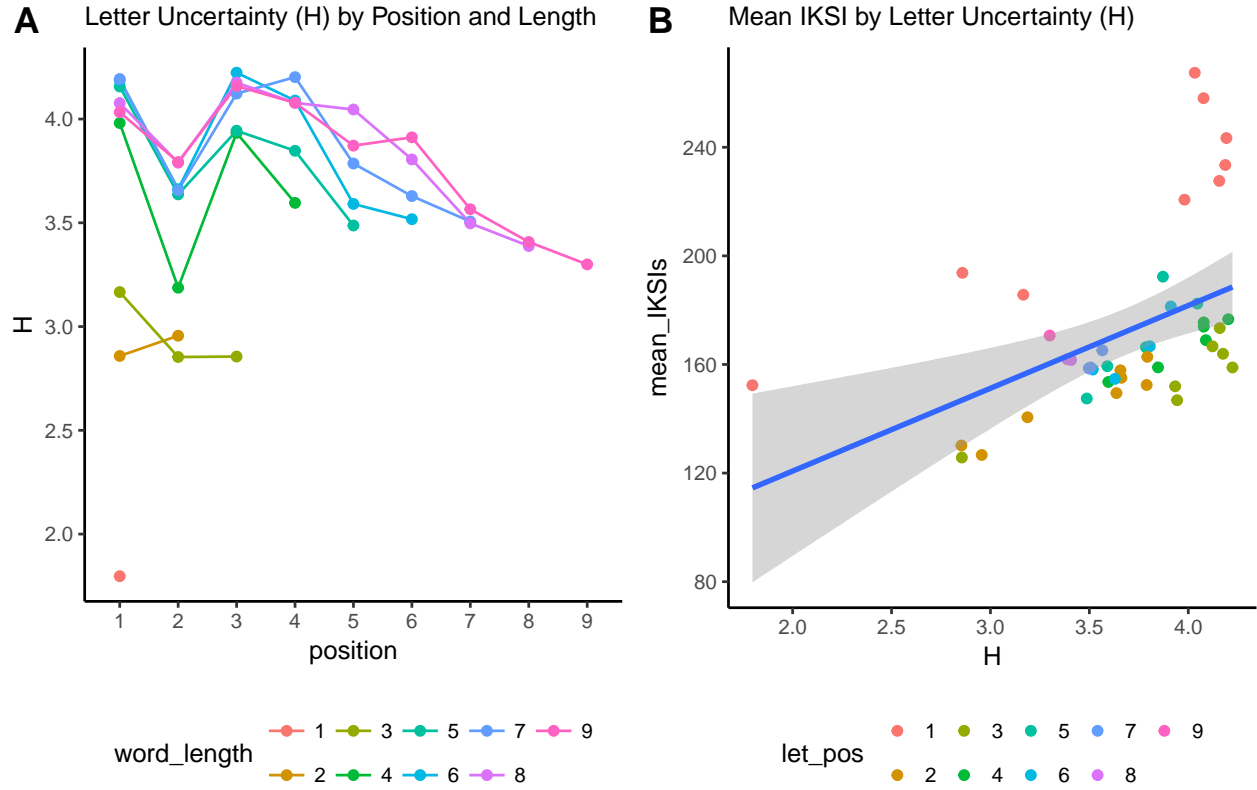 A Letter Uncertainty (H) by Position and Length
4.0
3.5
3.0
2.5
2.0
H
1 2 3 4 5 6 7 8 9
position
word_length
1 3 5 7 9
2 4 6 8
B Mean IKSI by Letter Uncertainty (H)
240
200
160
120
80
mean_IKSIs
2.0 2.5 3.0 3.5 4.0
H
let_pos
1 3 5 7 9
2 4 6 8